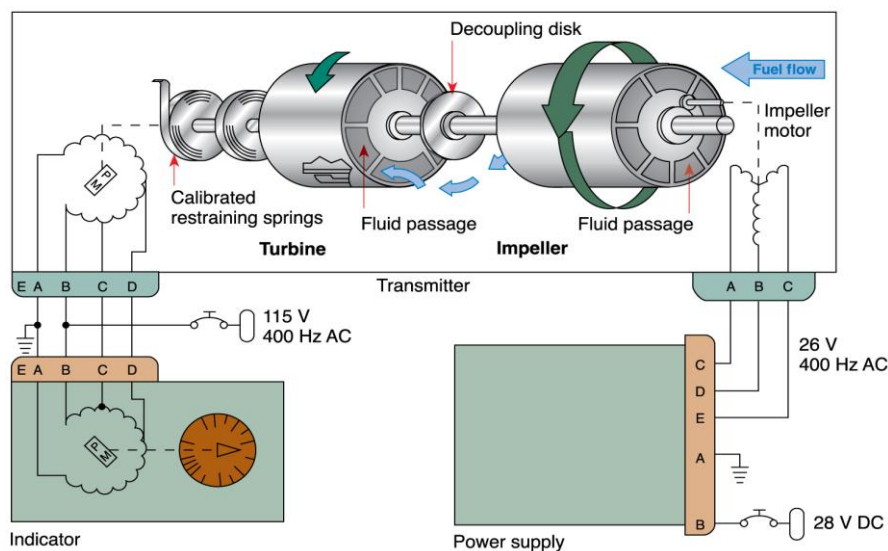 Decoupling disk
Fuel flow
Impeller
motor
P
M
Calibrated
restraining springs
Fluid passage
Fluid passage
Turbine
Impeller
E A B C D
Transmitter
A B C
115 V
400 Hz AC
26 V
400 Hz AC
E A B C D
C
D
E
A
B
P
M
28 V DC
Indicator
Power supply